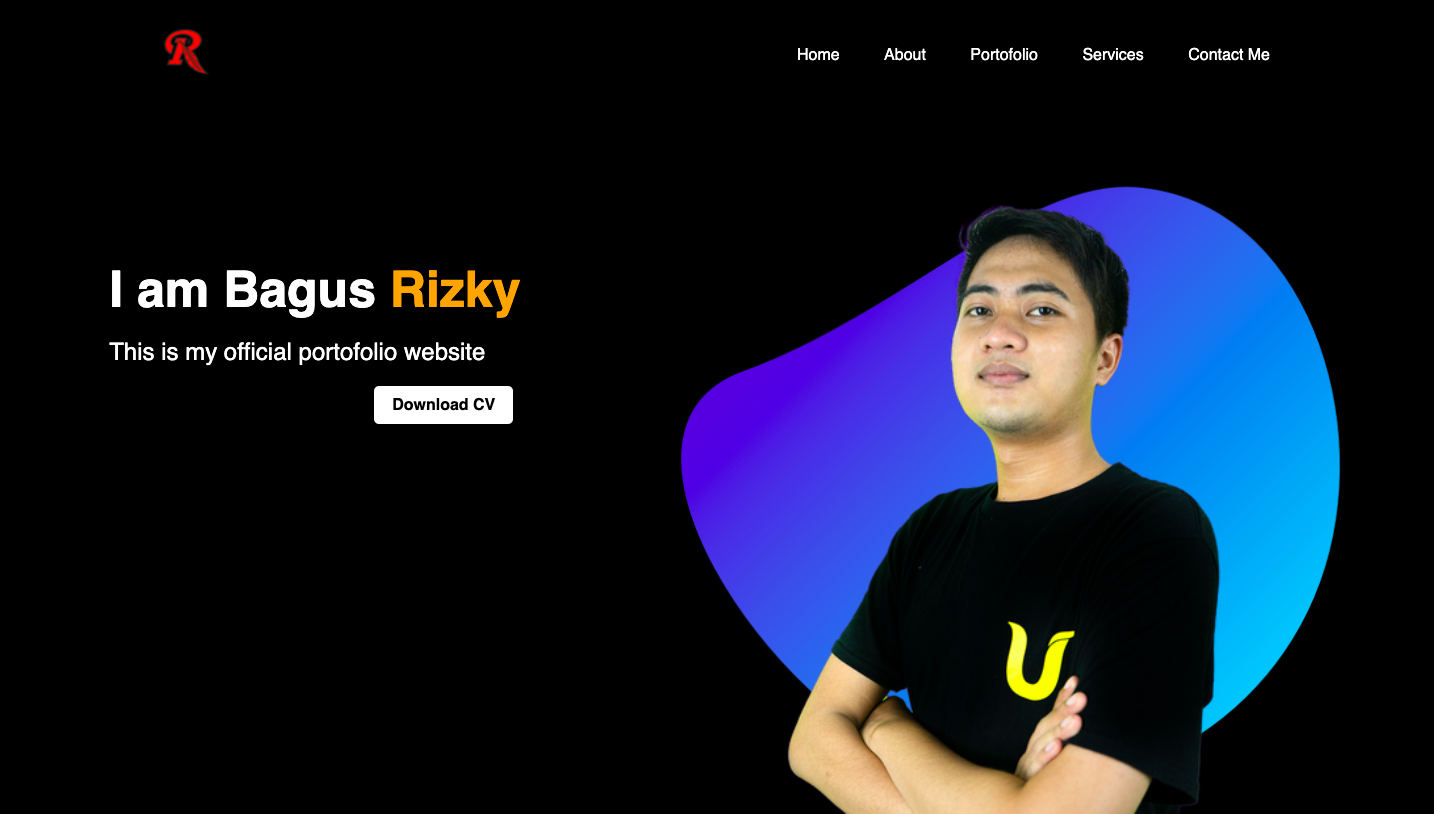 R
Home About Portofolio Services Contact Me
I am Bagus Rizky
This is my official portofolio website
Download CV
U